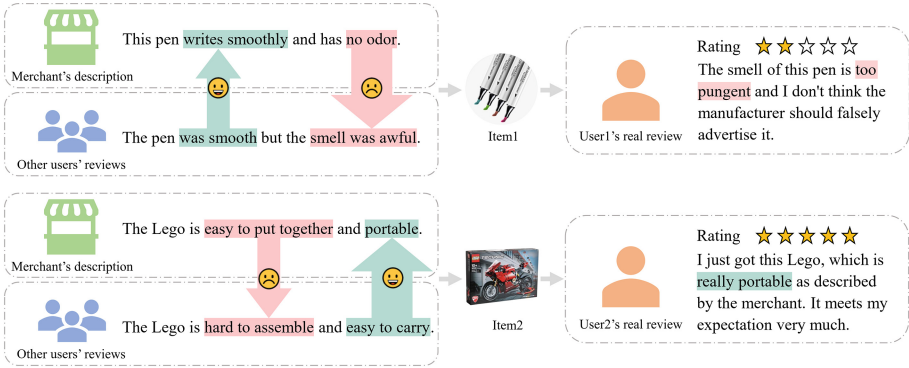 This pen writes smoothly and has no odor.
Merchant's description
The pen was smooth but the smell was awful.
Other users' reviews
Item1
Rating
The smell of this pen is too
pungent and I don't think the
manufacturer should falsely
advertise it.
User1's real review
The Lego is easy to put together and portable.
Merchant's description
The Lego is hard to assemble and easy to carry.
Other users' reviews
Item2
Rating
I just got this Lego, which is
really portable as described
by the merchant. It meets my
expectation very much.
User2's real review